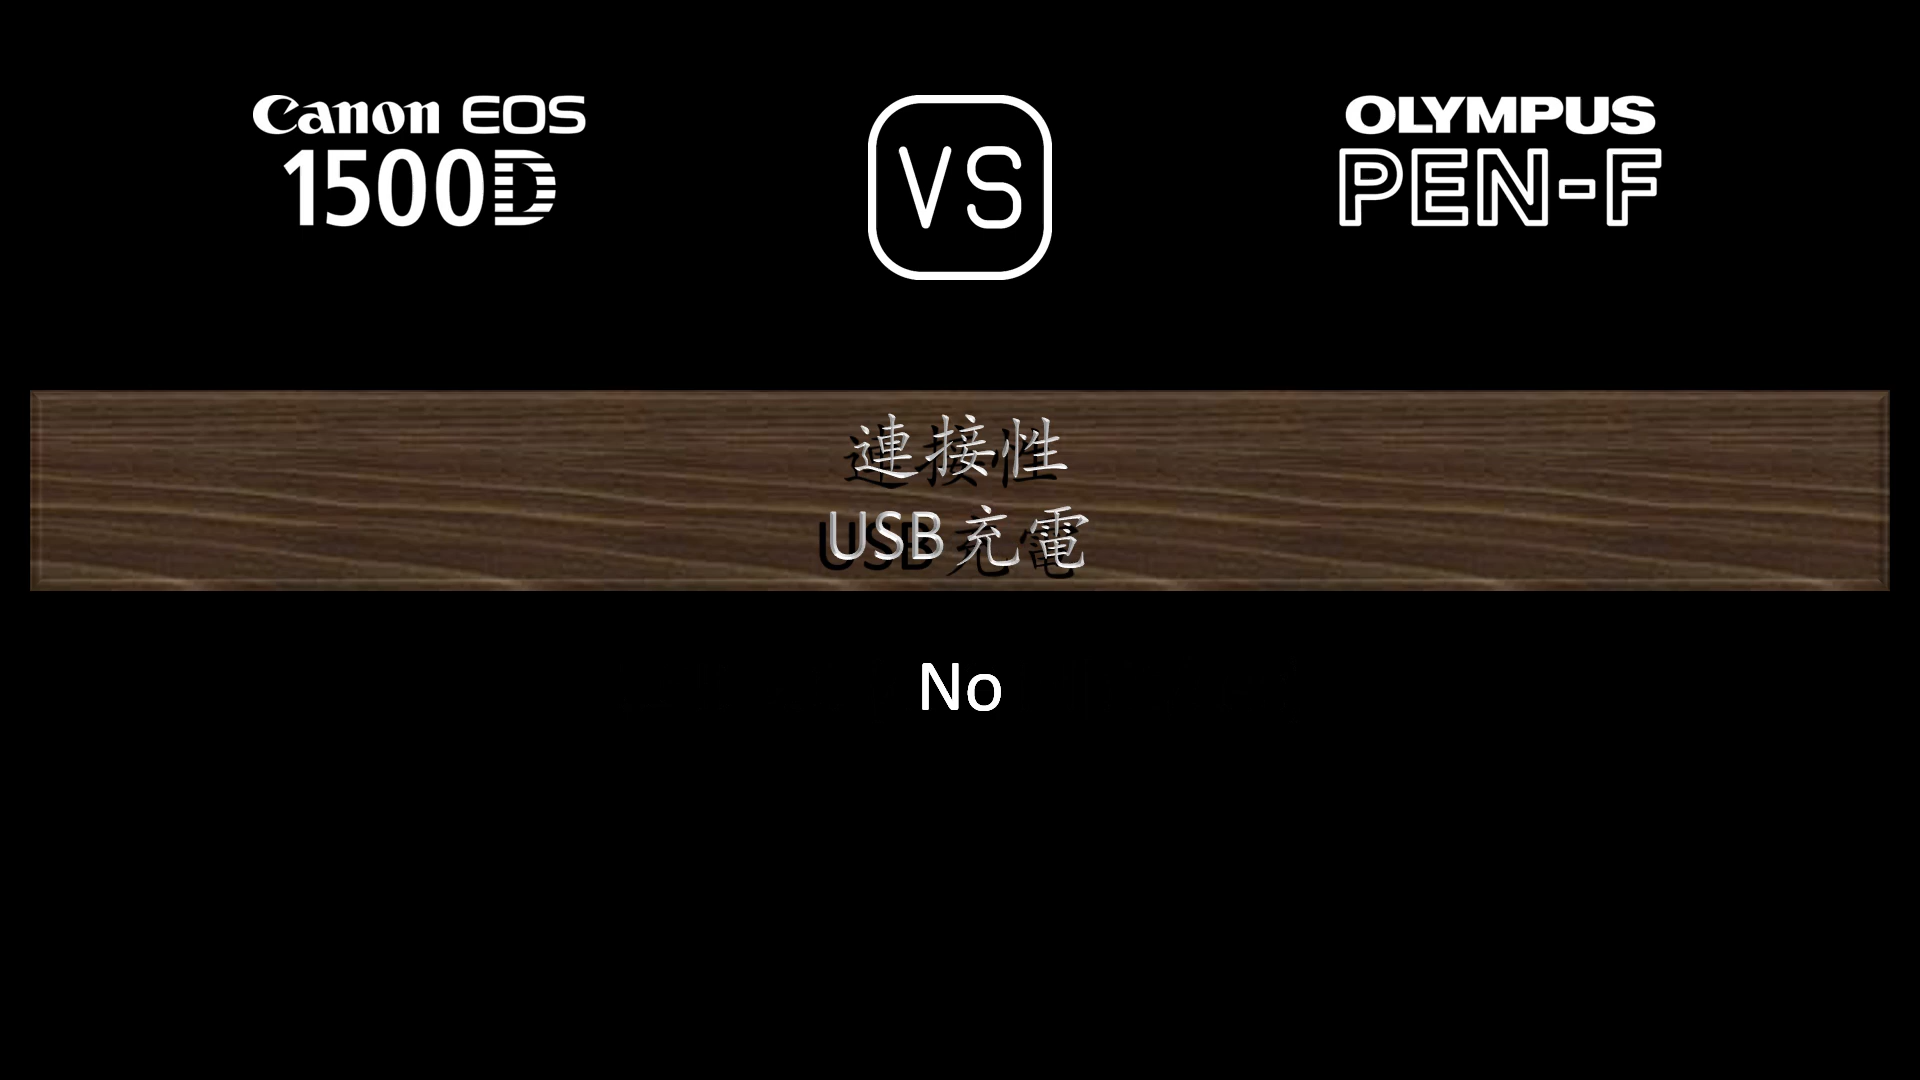 Canon EOS
1500D
VS
OLYMPUS
PEN-F
連接性
USB 充電
No